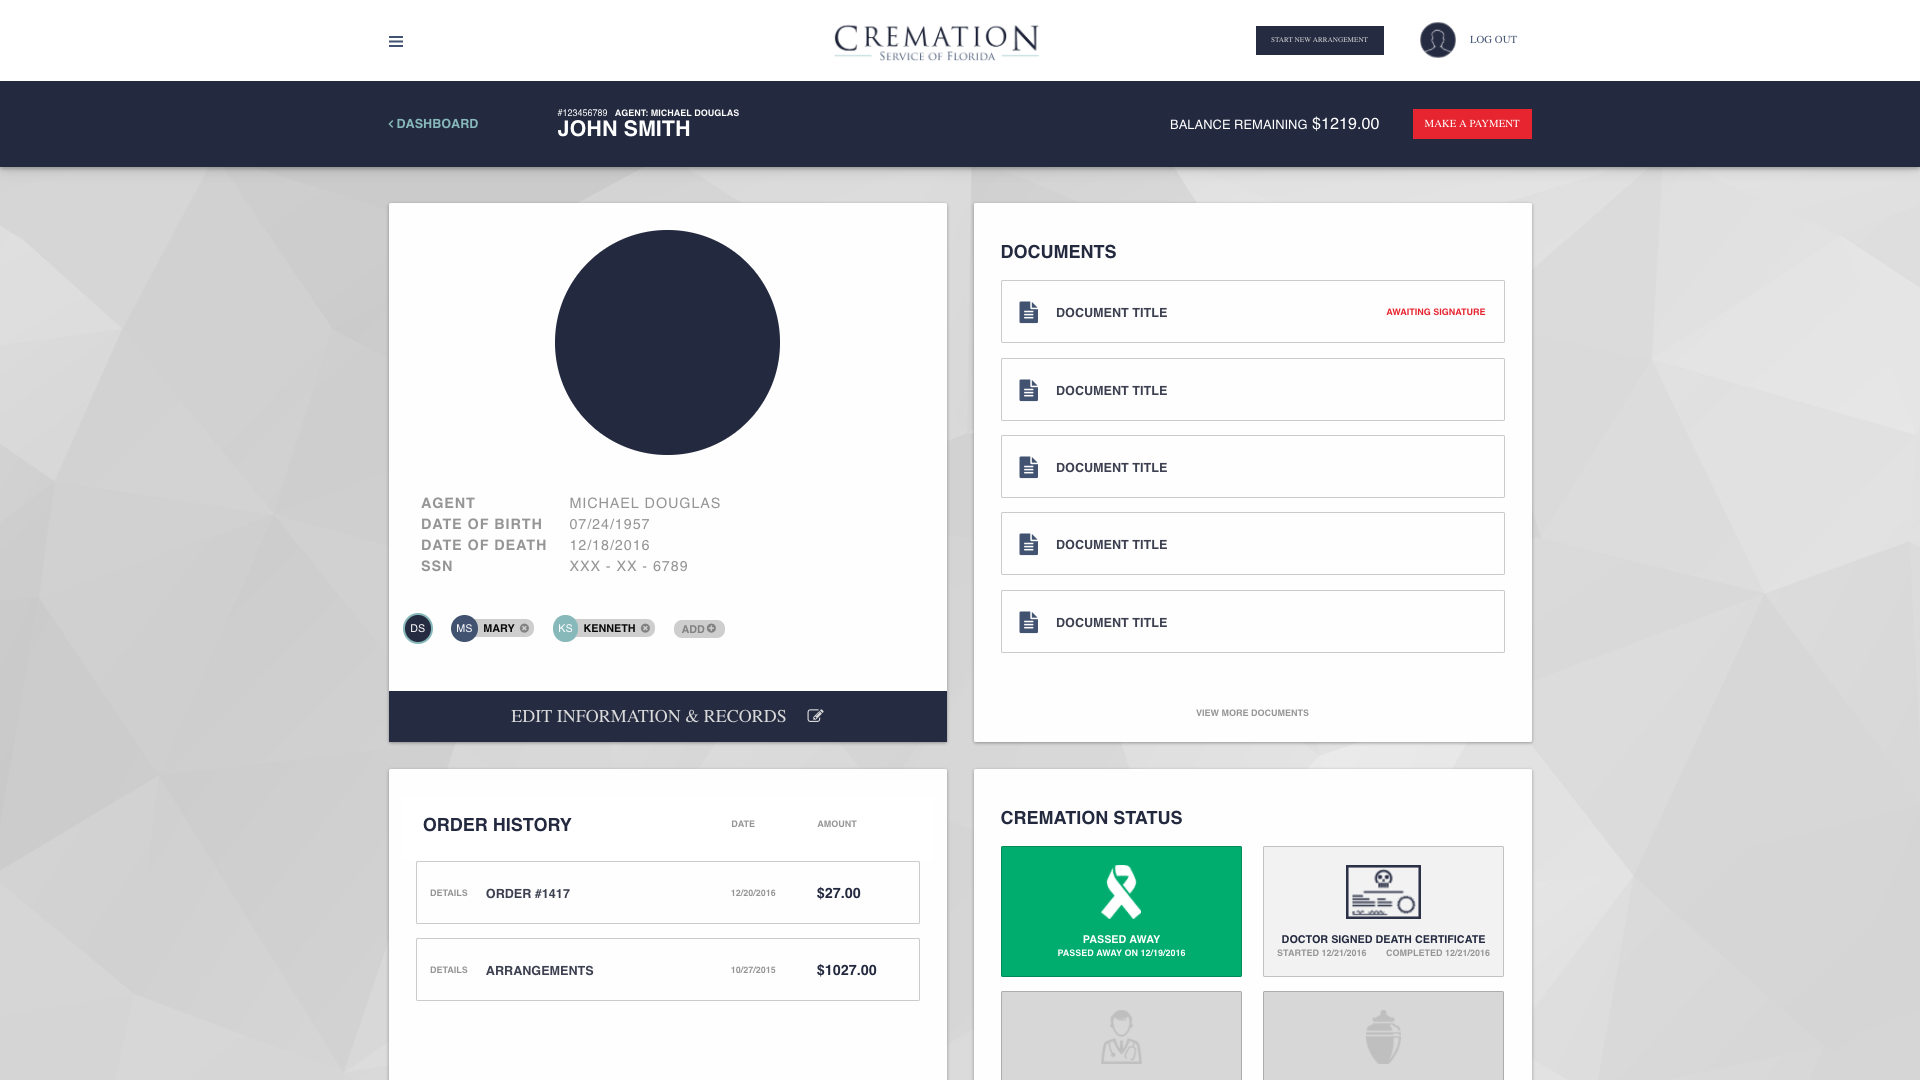 CREMATION
SERVICE OF FLORIDA
START NEW ARRANGEMENT
LOG OUT
< DASHBOARD
#123456789 AGENT: MICHAEL DOUGLAS
JOHN SMITH
BALANCE REMAINING $1219.00
MAKE A PAYMENT
AGENT MICHAEL DOUGLAS
DATE OF BIRTH 07/24/1957
DATE OF DEATH 12/18/2016
SSN XXX - XX - 6789
DS MS MARY KS KENNETH ADD
EDIT INFORMATION & RECORDS
DOCUMENTS
DOCUMENT TITLE AWAITING SIGNATURE
DOCUMENT TITLE
DOCUMENT TITLE
DOCUMENT TITLE
DOCUMENT TITLE
VIEW MORE DOCUMENTS
ORDER HISTORY DATE AMOUNT
DETAILS ORDER #1417 12/20/2016 $27.00
DETAILS ARRANGEMENTS 10/27/2015 $1027.00
CREMATION STATUS
PASSED AWAY
PASSED AWAY ON 12/19/2016
DOCTOR SIGNED DEATH CERTIFICATE
STARTED 12/21/2016 COMPLETED 12/21/2016